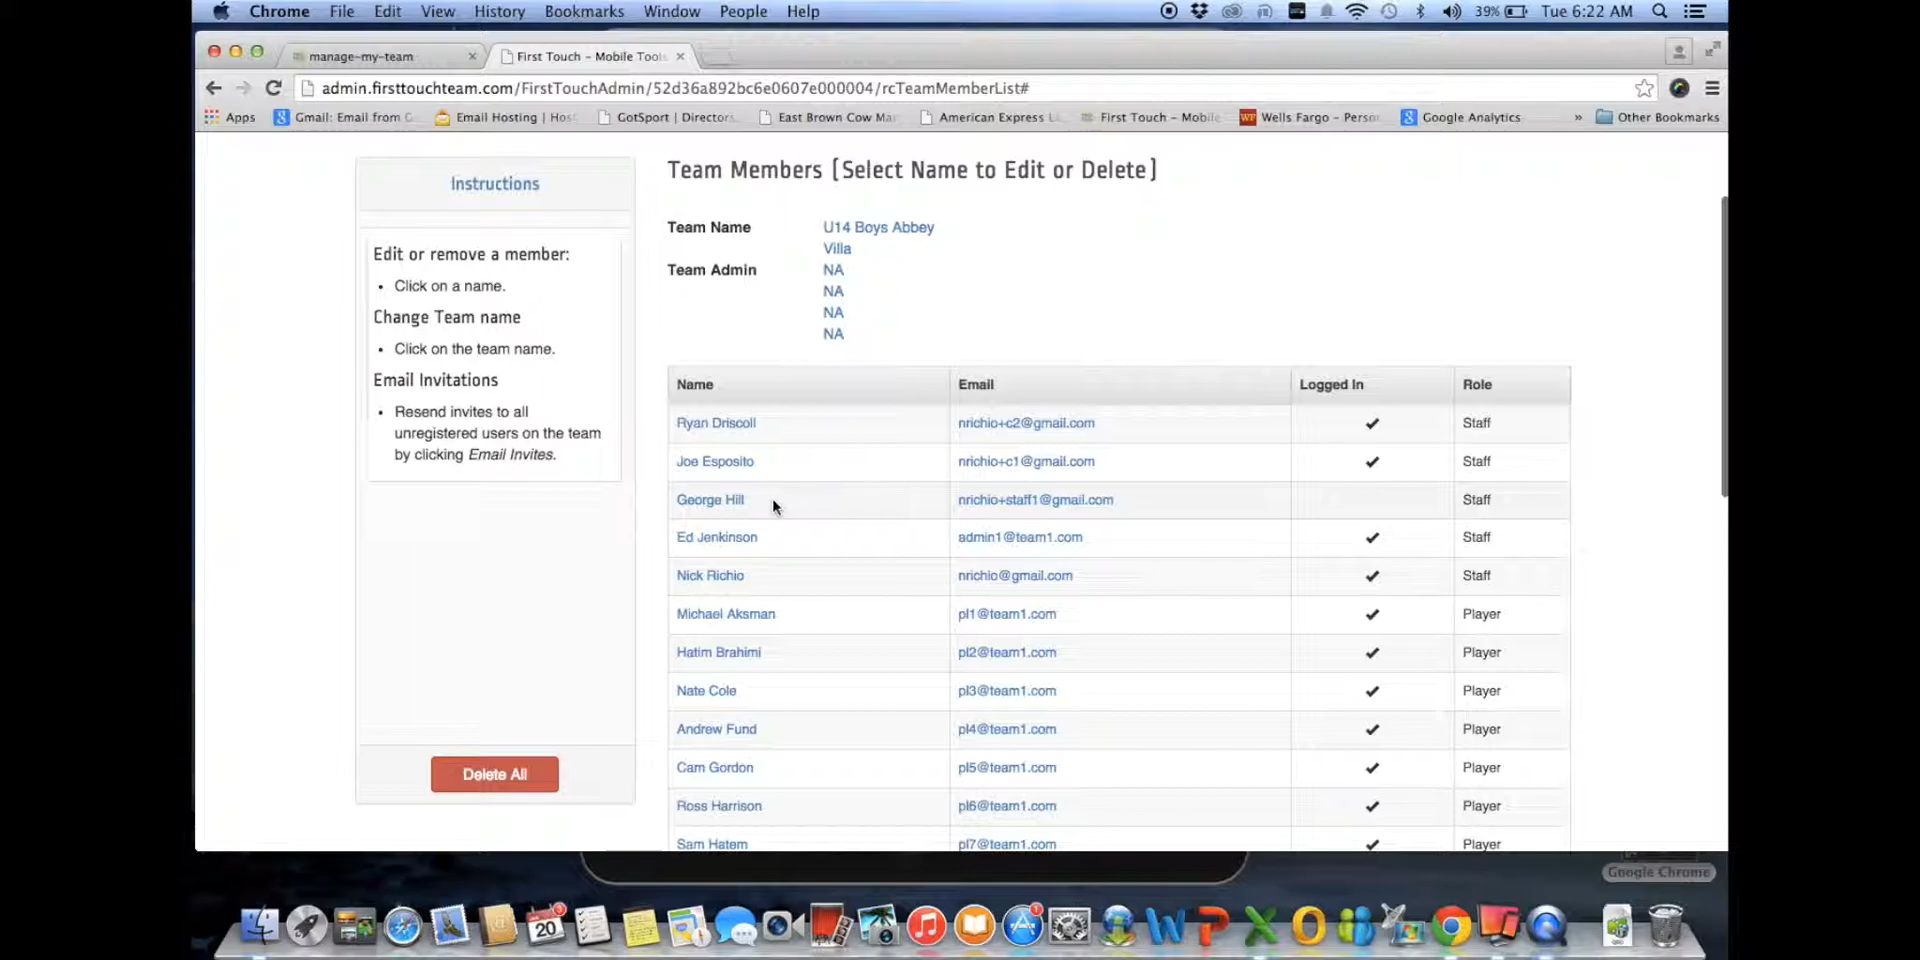 Chrome File Edit View History Bookmarks Window People Help 39% Tue 6:22 AM
manage-my-team First Touch – Mobile Tools
admin.firsttouchteam.com/FirstTouchAdmin/52d36a892bc6e0607e000004/rcTeamMemberList#
Apps Gmail: Email from Email Hosting | Hos GotSport | Directors East Brown Cow Ma American Express First Touch – Mobile Wells Fargo – Perso Google Analytics » Other Bookmarks
Instructions
Edit or remove a member:
• Click on a name.
Change Team name
• Click on the team name.
Email Invitations
• Resend invites to all
unregistered users on the team
by clicking Email Invites.
Delete All
Team Members [Select Name to Edit or Delete]
Team Name U14 Boys Abbey
Villa
Team Admin NA
NA
NA
NA
Name Email Logged In Role
Ryan Driscoll nrichio+c2@gmail.com ✔ Staff
Joe Esposito nrichio+c1@gmail.com ✔ Staff
George Hill nrichio+staff1@gmail.com Staff
Ed Jenkinson admin1@team1.com ✔ Staff
Nick Richio nrichio@gmail.com ✔ Staff
Michael Aksman pl1@team1.com ✔ Player
Hatim Brahimi pl2@team1.com ✔ Player
Nate Cole pl3@team1.com ✔ Player
Andrew Fund pl4@team1.com ✔ Player
Cam Gordon pl5@team1.com ✔ Player
Ross Harrison pl6@team1.com ✔ Player
Sam Hatem pl7@team1.com ✔ Player
Google Chrome
20